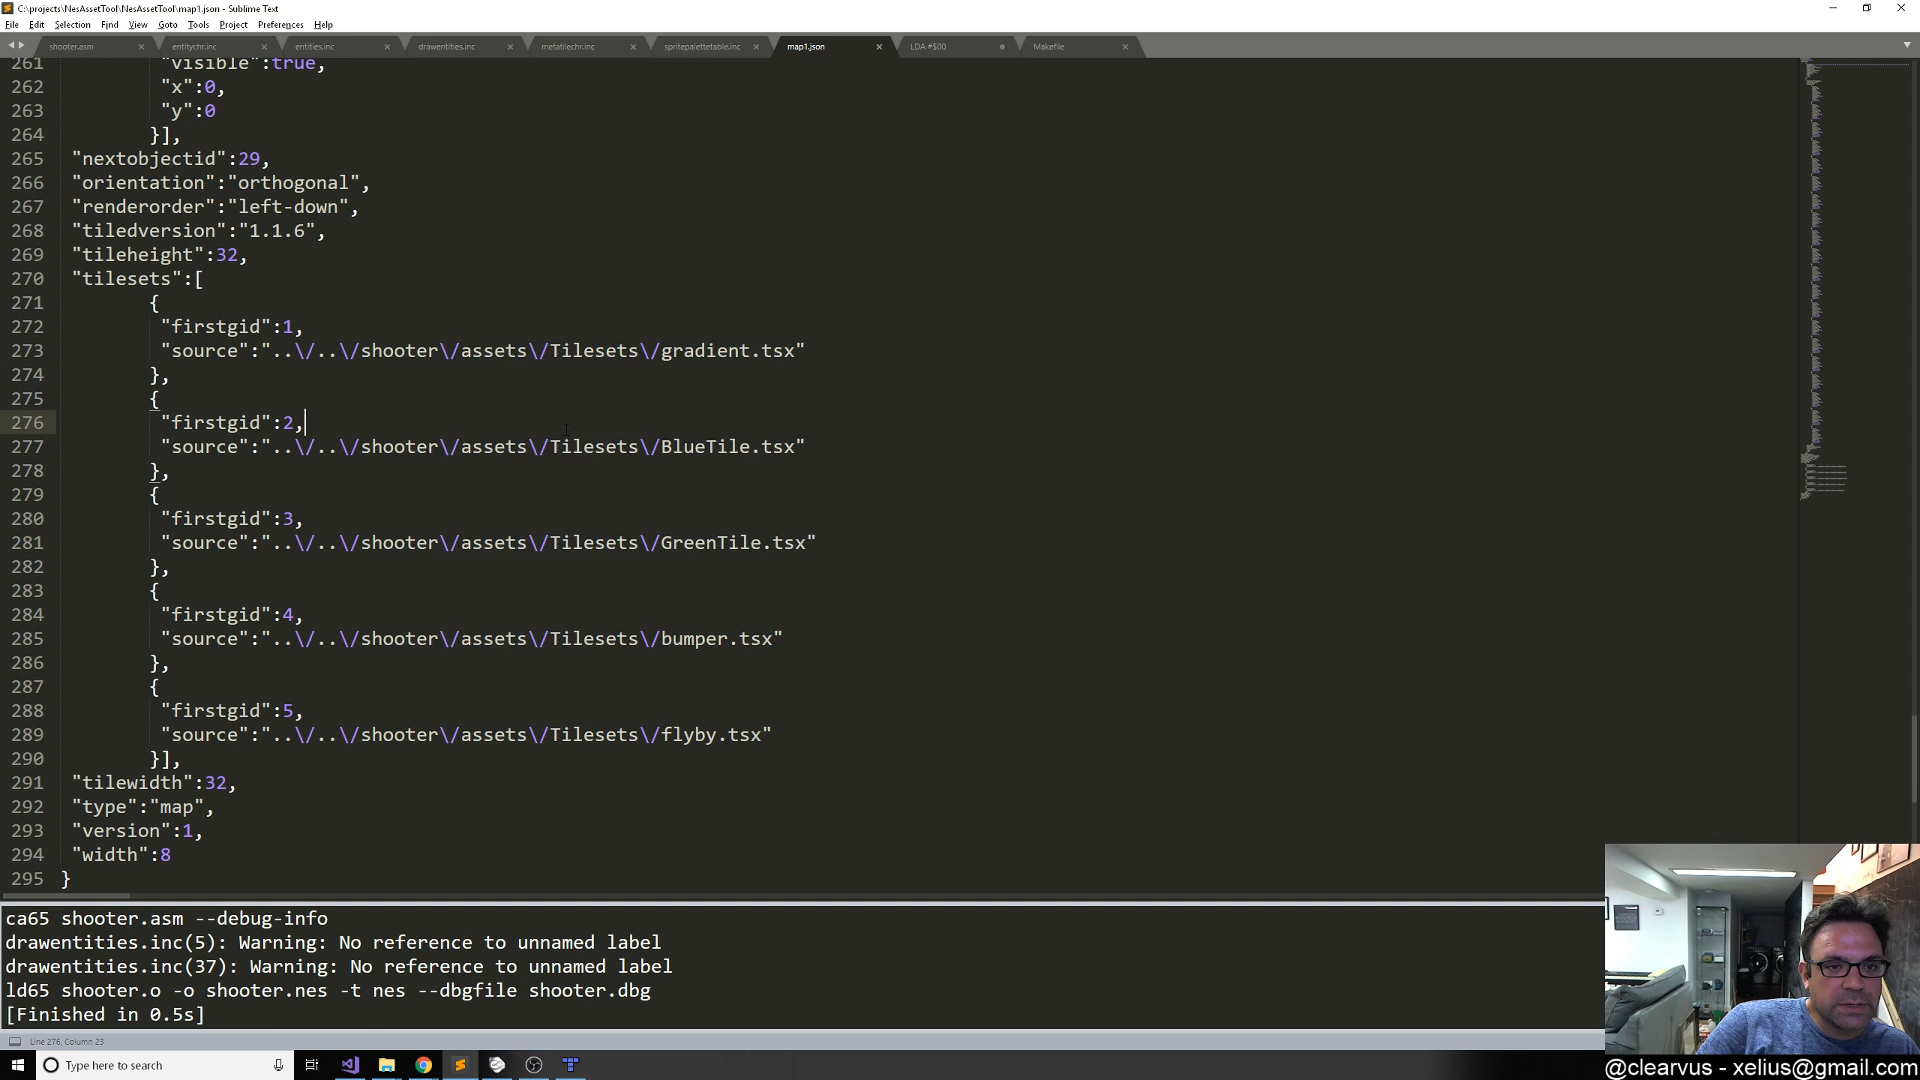 C:\projects\NesAssetTool\NesAssetTool\map1.json - Sublime Text
File Edit Selection Find View Goto Tools Project Preferences Help
shooter.asm entitychr.inc entities.inc drawentities.inc metatilechr.inc spritepalettetable.inc map1.json LDA #$00 Makefile
261 "visible":true,
262 "x":0,
263 "y":0
264 }],
265 "nextobjectid":29,
266 "orientation":"orthogonal",
267 "renderorder":"left-down",
268 "tiledversion":"1.1.6",
269 "tileheight":32,
270 "tilesets":[
271 {
272 "firstgid":1,
273 "source":"..\/..\/shooter\/assets\/Tilesets\/gradient.tsx"
274 },
275 {
276 "firstgid":2,
277 "source":"..\/..\/shooter\/assets\/Tilesets\/BlueTile.tsx"
278 },
279 {
280 "firstgid":3,
281 "source":"..\/..\/shooter\/assets\/Tilesets\/GreenTile.tsx"
282 },
283 {
284 "firstgid":4,
285 "source":"..\/..\/shooter\/assets\/Tilesets\/bumper.tsx"
286 },
287 {
288 "firstgid":5,
289 "source":"..\/..\/shooter\/assets\/Tilesets\/flyby.tsx"
290 }],
291 "tilewidth":32,
292 "type":"map",
293 "version":1,
294 "width":8
295 }
ca65 shooter.asm --debug-info
drawentities.inc(5): Warning: No reference to unnamed label
drawentities.inc(37): Warning: No reference to unnamed label
ld65 shooter.o -o shooter.nes -t nes --dbgfile shooter.dbg
[Finished in 0.5s]
Line 276, Column 23
Type here to search
@clearvus - xelius@gmail.com